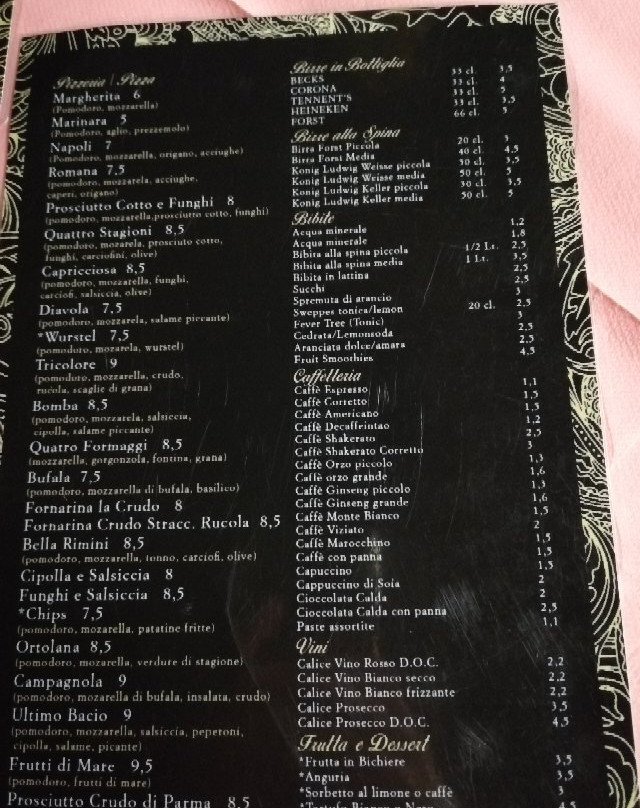 Pizzeria | Pizza
Margherita 6
(Pomodoro, mozzarella)
Marinara 5
(Pomodoro, aglio, prezzemolo)
Napoli 7
(Pomodoro, mozzarella, origano, acciughe)
Romana 7,5
(pomodoro, mozzarela, acciughe,
caperi, origano)
Prosciutto Cotto e Funghi 8
(pomodoro, mozzarella,prosciutto cotto, funghi)
Quattro Stagioni 8,5
(pomodoro, mozarela, prosciuto cotto,
funghi, carciofini, olive)
Capricciosa 8,5
(pomodoro, mozzarella, funghi,
carciofi, salsiccia, olive)
Diavola 7,5
(pomodoro, mozzarela, salame piccante)
*Wurstel 7,5
(pomodoro, mozarela, wurstel)
Tricolore 9
(pomodoro, mozzarella, crudo,
rucola, scaglie di grana)
Bomba 8,5
(pomodoro, mozzarela, salsiccia,
cipolla, salame piccante)
Quatro Formaggi 8,5
(mozzarella, gorgonzola, fontina, grana)
Bufala 7,5
(pomodoro, mozzarella di bufala, basilico)
Fornarina la Crudo 8
Fornarina Crudo Stracc. Rucola 8,5
Bella Rimini 8,5
(pomodoro, mozzarella, tonno, carciofi, olive)
Cipolla e Salsiccia 8
Funghi e Salsiccia 8,5
*Chips 7,5
(pomodoro, mozarella, patatine fritte)
Ortolana 8,5
(pomodoro, mozarella, verdure di stagione)
Campagnola 9
(pomodoro, mozarella di bufala, insalata, crudo)
Ultimo Bacio 9
(pomodoro, mozzarella, salsiccia, peperoni,
cipolla, salame, picante)
Frutti di Mare 9,5
(pomodoro, frutti di mare)
Prosciutto Crudo di Parma 8,5
Birre in Bottiglia
BECKS 33 cl. 3,5
CORONA 33 cl. 4
TENNENT'S 33 cl. 5
HEINEKEN 33 cl. 3,5
FORST 66 cl. 5
Birre alla Spina
Birra Forst Piccola 20 cl. 3
Birra Forst Media 40 cl. 4,5
Konig Ludwig Weisse piccola 30 cl. 3,5
Konig Ludwig Weisse media 50 cl. 5
Konig Ludwig Keller piccola 30 cl. 3,5
Konig Ludwig Keller media 50 cl. 5
Bibite
Acqua minerale 1,2
Acqua minerale 1,8
Bibita alla spina piccola 1/2 Lt. 2,5
Bibita alla spina media 1 Lt. 3,5
Bibita in lattina 2,5
Succhi 2,5
Spremuta di arancio 3
Sweppes tonica/lemon 20 cl. 2,5
Fever Tree (Tonic) 3
Cedrata/Lemonsoda 2,5
Aranciata dolce/amara 2,5
Fruit Smoothies 4,5
Caffetteria
Caffè Espresso 1,1
Caffè Corretto 1,5
Caffè Americano 1,5
Caffè Decaffeintao 1,2
Caffè Shakerato 2,5
Caffè Shakerato Corretto 3
Caffè Orzo piccolo 1,3
Caffè orzo grande 1,6
Caffè Ginseng piccolo 1,3
Caffè Ginseng grande 1,6
Caffè Monte Bianco 1,5
Caffè Viziato 2
Caffè Marocchino 1,5
Caffè con panna 1,5
Capuccino 1,5
Cappuccino di Soia 2
Cioccolata Calda 2
Cioccolata Calda con panna 2,5
Paste assortite 1,1
Vini
Calice Vino Rosso D.O.C. 2,2
Calice Vino Bianco secco 2,2
Calice Vino Bianco frizzante 2,2
Calice Prosecco 3,5
Calice Prosecco D.O.C. 4,5
Frutta e Dessert
*Frutta in Bichiere 3,5
*Anguria 3,5
*Sorbetto al limone o caffè 3